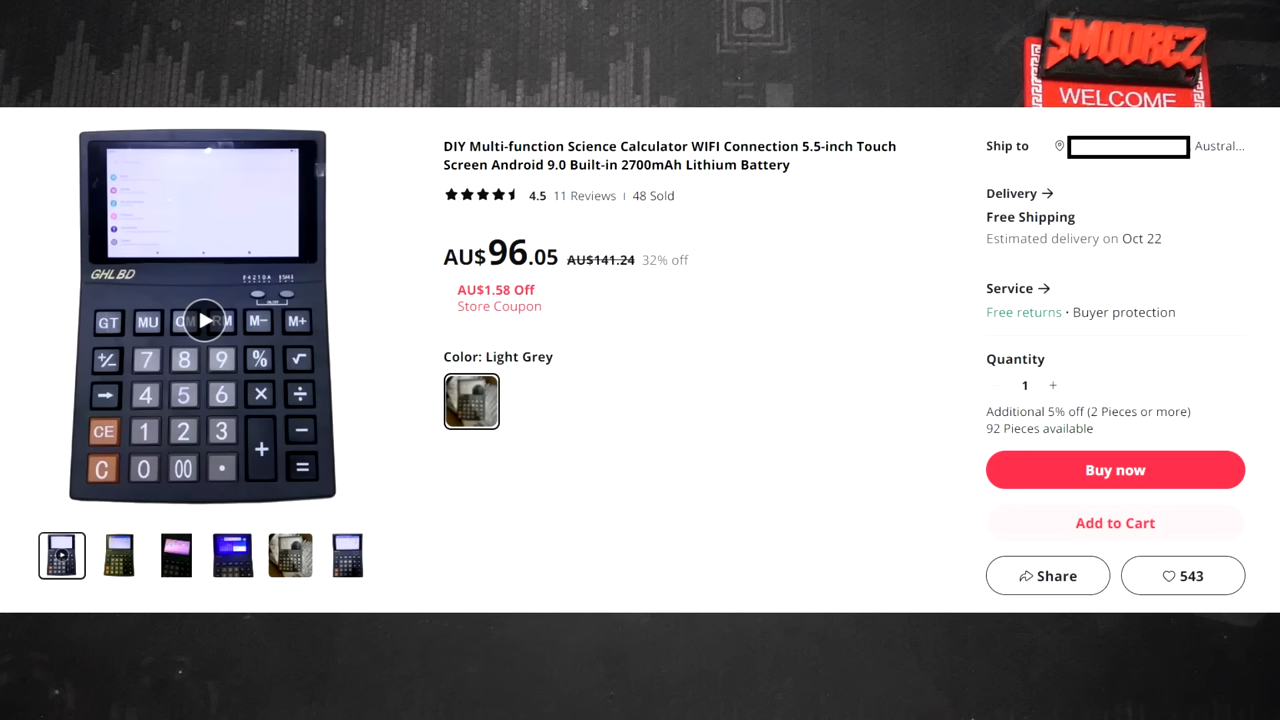 SMOOREZ
WELCOME
DIY Multi-function Science Calculator WIFI Connection 5.5-inch Touch
Screen Android 9.0 Built-in 2700mAh Lithium Battery
4.5 11 Reviews | 48 Sold
AU$96.05 AU$141.24 32% off
AU$1.58 Off
Store Coupon
Color: Light Grey
Ship to
Austral...
Delivery →
Free Shipping
Estimated delivery on Oct 22
Service →
Free returns · Buyer protection
Quantity
- 1 +
Additional 5% off (2 Pieces or more)
92 Pieces available
Buy now
Add to Cart
Share
543
GHL BD
ON/OFF
GT MU M- M+
+/- 7 8 9 % √
→ 4 5 6 × ÷
CE 1 2 3 + −
C 0 00 · =